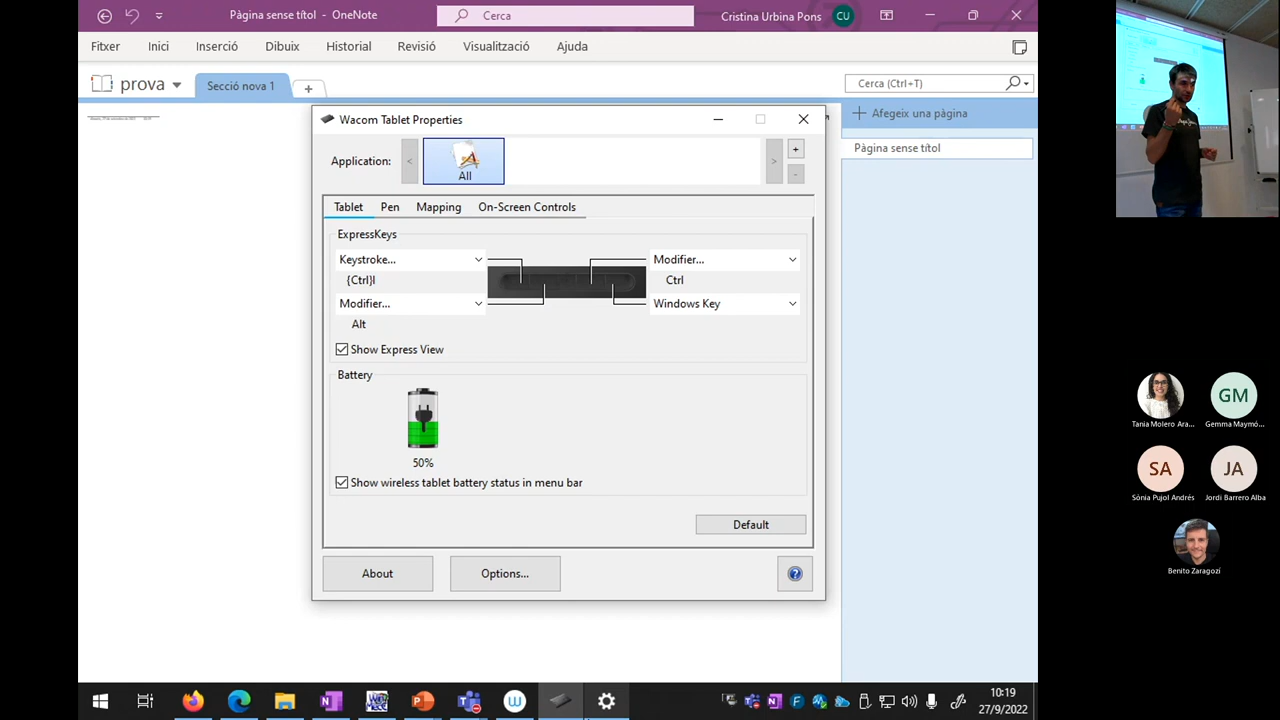 Pàgina sense títol - OneNote
Cerca
Cristina Urbina Pons
CU
Fitxer
Inici
Inserció
Dibuix
Historial
Revisió
Visualització
Ajuda
prova
Secció nova 1
+
Cerca (Ctrl+T)
Afegeix una pàgina
Pàgina sense títol
Wacom Tablet Properties
Application:
<
All
>
+
-
Tablet
Pen
Mapping
On-Screen Controls
ExpressKeys
Keystroke...
{Ctrl}l
Modifier...
Alt
Modifier...
Ctrl
Windows Key
Show Express View
Battery
50%
Show wireless tablet battery status in menu bar
Default
About
Options...
?
10:19
27/9/2022
Tania Molero Ara...
GM
Gemma Maymó...
SA
Sónia Pujol Andrés
JA
Jordi Barrero Alba
Benito Zaragozí